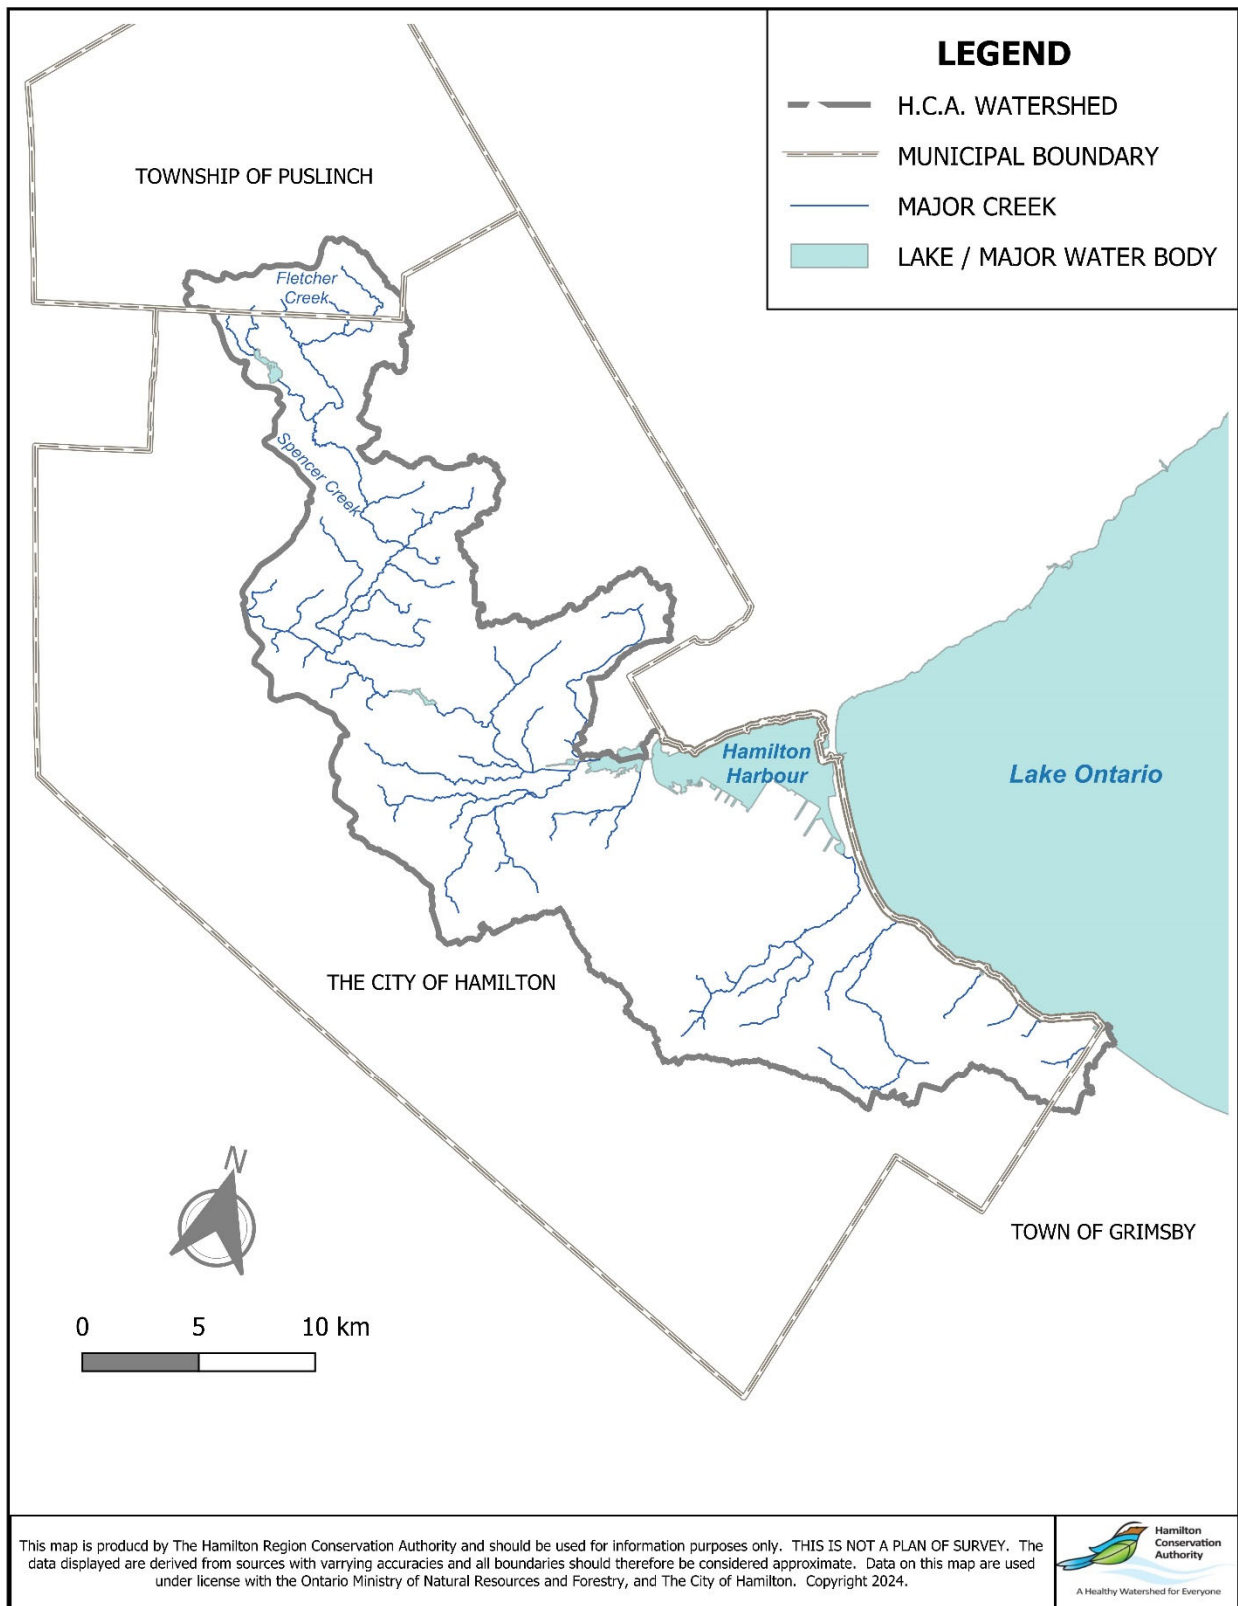 LEGEND
H.C.A. WATERSHED
MUNICIPAL BOUNDARY
MAJOR CREEK
LAKE / MAJOR WATER BODY
TOWNSHIP OF PUSLINCH
Fletcher
Creek
Spencer Creek
Hamilton
Harbour
Lake Ontario
THE CITY OF HAMILTON
TOWN OF GRIMSBY
N
0 5 10 km
This map is produced by The Hamilton Region Conservation Authority and should be used for information purposes only. THIS IS NOT A PLAN OF SURVEY. The
data displayed are derived from sources with varrying accuracies and all boundaries should therefore be considered approximate. Data on this map are used
under license with the Ontario Ministry of Natural Resources and Forestry, and The City of Hamilton. Copyright 2024.
Hamilton
Conservation
Authority
A Healthy Watershed for Everyone